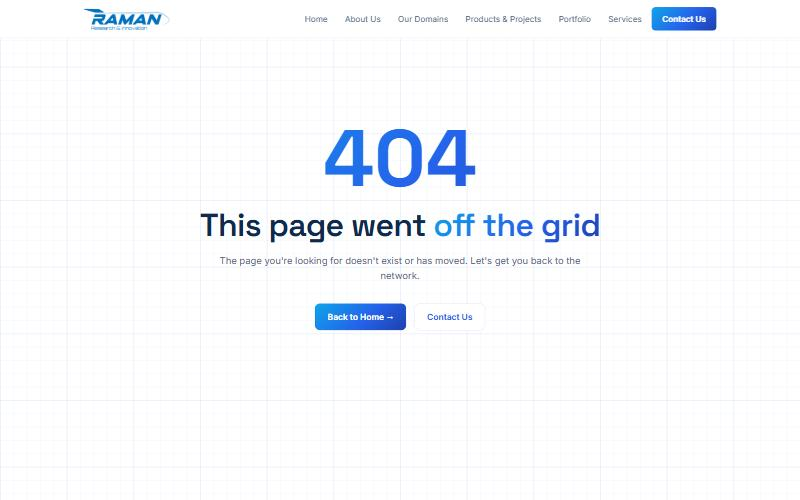 RAMAN
Research & Innovation
Home
About Us
Our Domains
Products & Projects
Portfolio
Services
Contact Us
404
This page went off the grid
The page you're looking for doesn't exist or has moved. Let's get you back to the
network.
Back to Home →
Contact Us